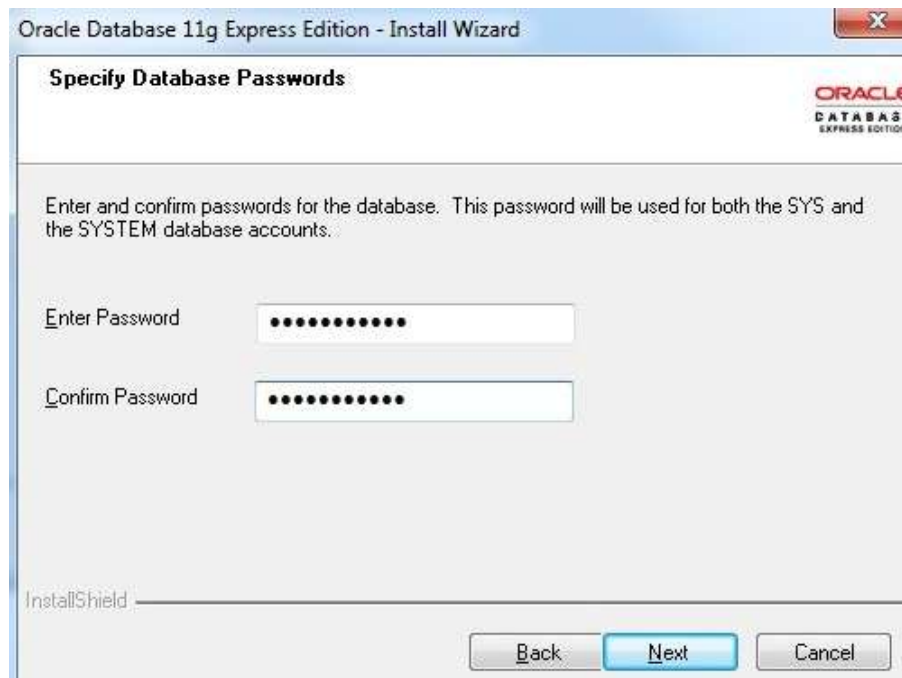 Oracle Database 11g Express Edition - Install Wizard
Specify Database Passwords
ORACLE
DATABAS
EXPRESS EDITION
Enter and confirm passwords for the database. This password will be used for both the SYS and
the SYSTEM database accounts.
Enter Password ●●●●●●●●●●●
Confirm Password ●●●●●●●●●●●
InstallShield
Back Next Cancel